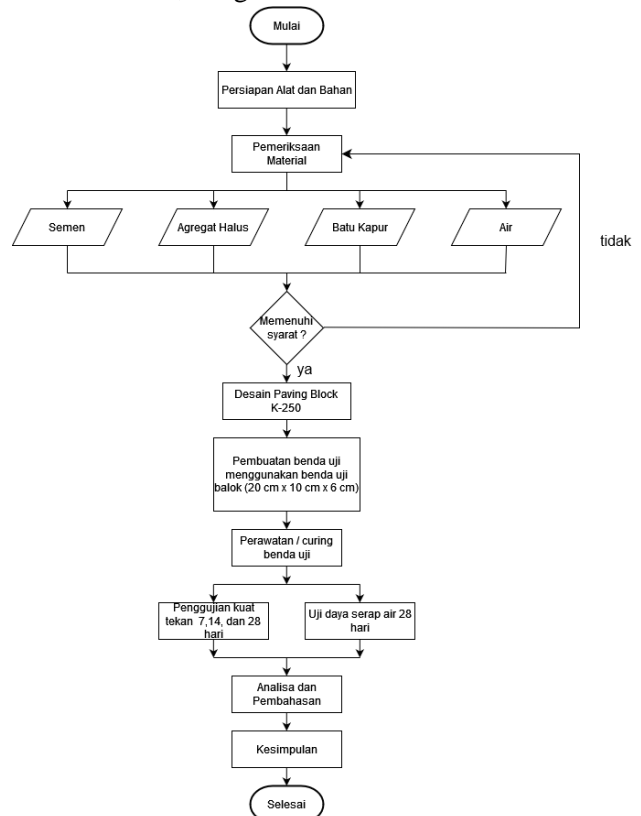 Mulai
Persiapan Alat dan Bahan
Pemeriksaan
Material
Semen
Agregat Halus
Batu Kapur
Air
tidak
Memenuhi
syarat ?
ya
Desain Paving Block
K-250
Pembuatan benda uji
menggunakan benda uji
balok (20 cm x 10 cm x 6 cm)
Perawatan / curing
benda uji
Penggujian kuat
tekan 7,14, dan 28
hari
Uji daya serap air 28
hari
Analisa dan
Pembahasan
Kesimpulan
Selesai